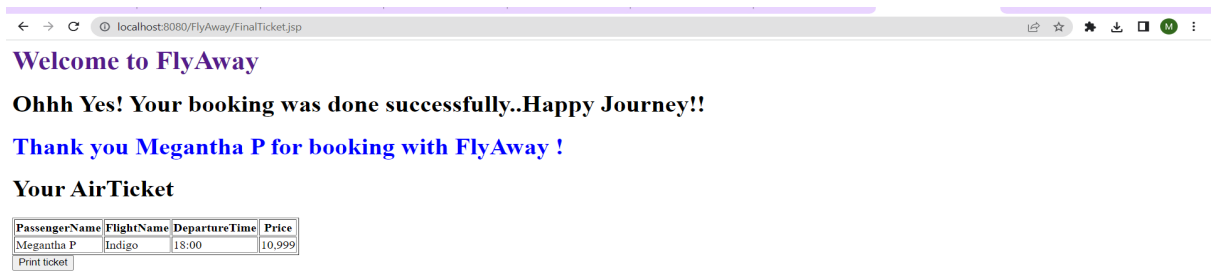 localhost:8080/FlyAway/FinalTicket.jsp
M
Welcome to FlyAway
Ohhh Yes! Your booking was done successfully..Happy Journey!!
Thank you Megantha P for booking with FlyAway !
Your AirTicket
PassengerName FlightName DepartureTime Price
Megantha P Indigo 18:00 10,999
Print ticket